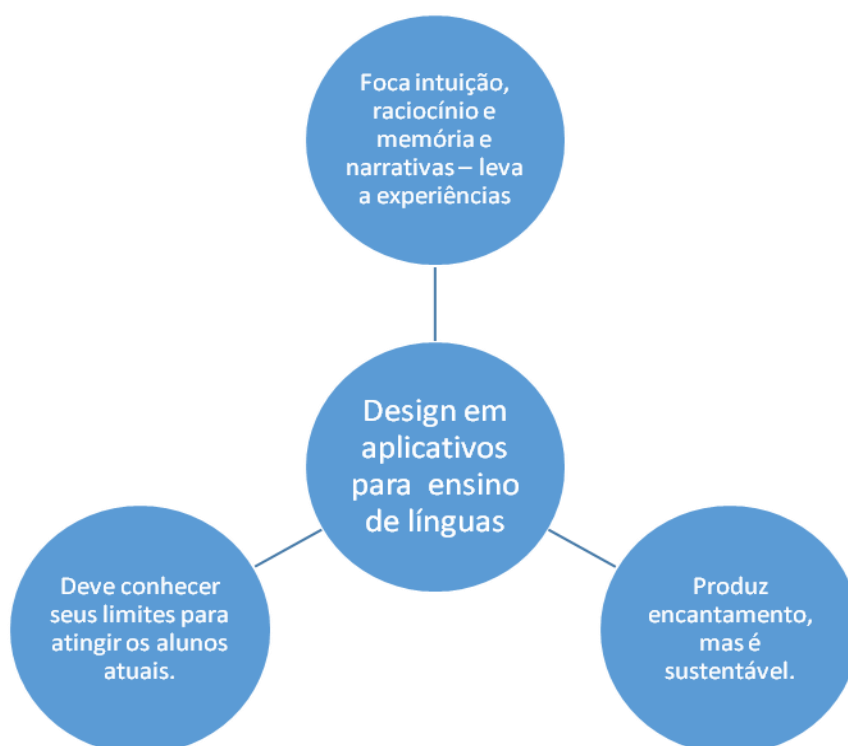 Foca intuição,
raciocínio e
memória e
narrativas – leva
a experiências
Design em
aplicativos
para ensino
de línguas
Deve conhecer
seus limites para
atingir os alunos
atuais.
Produz
encantamento,
mas é
sustentável.